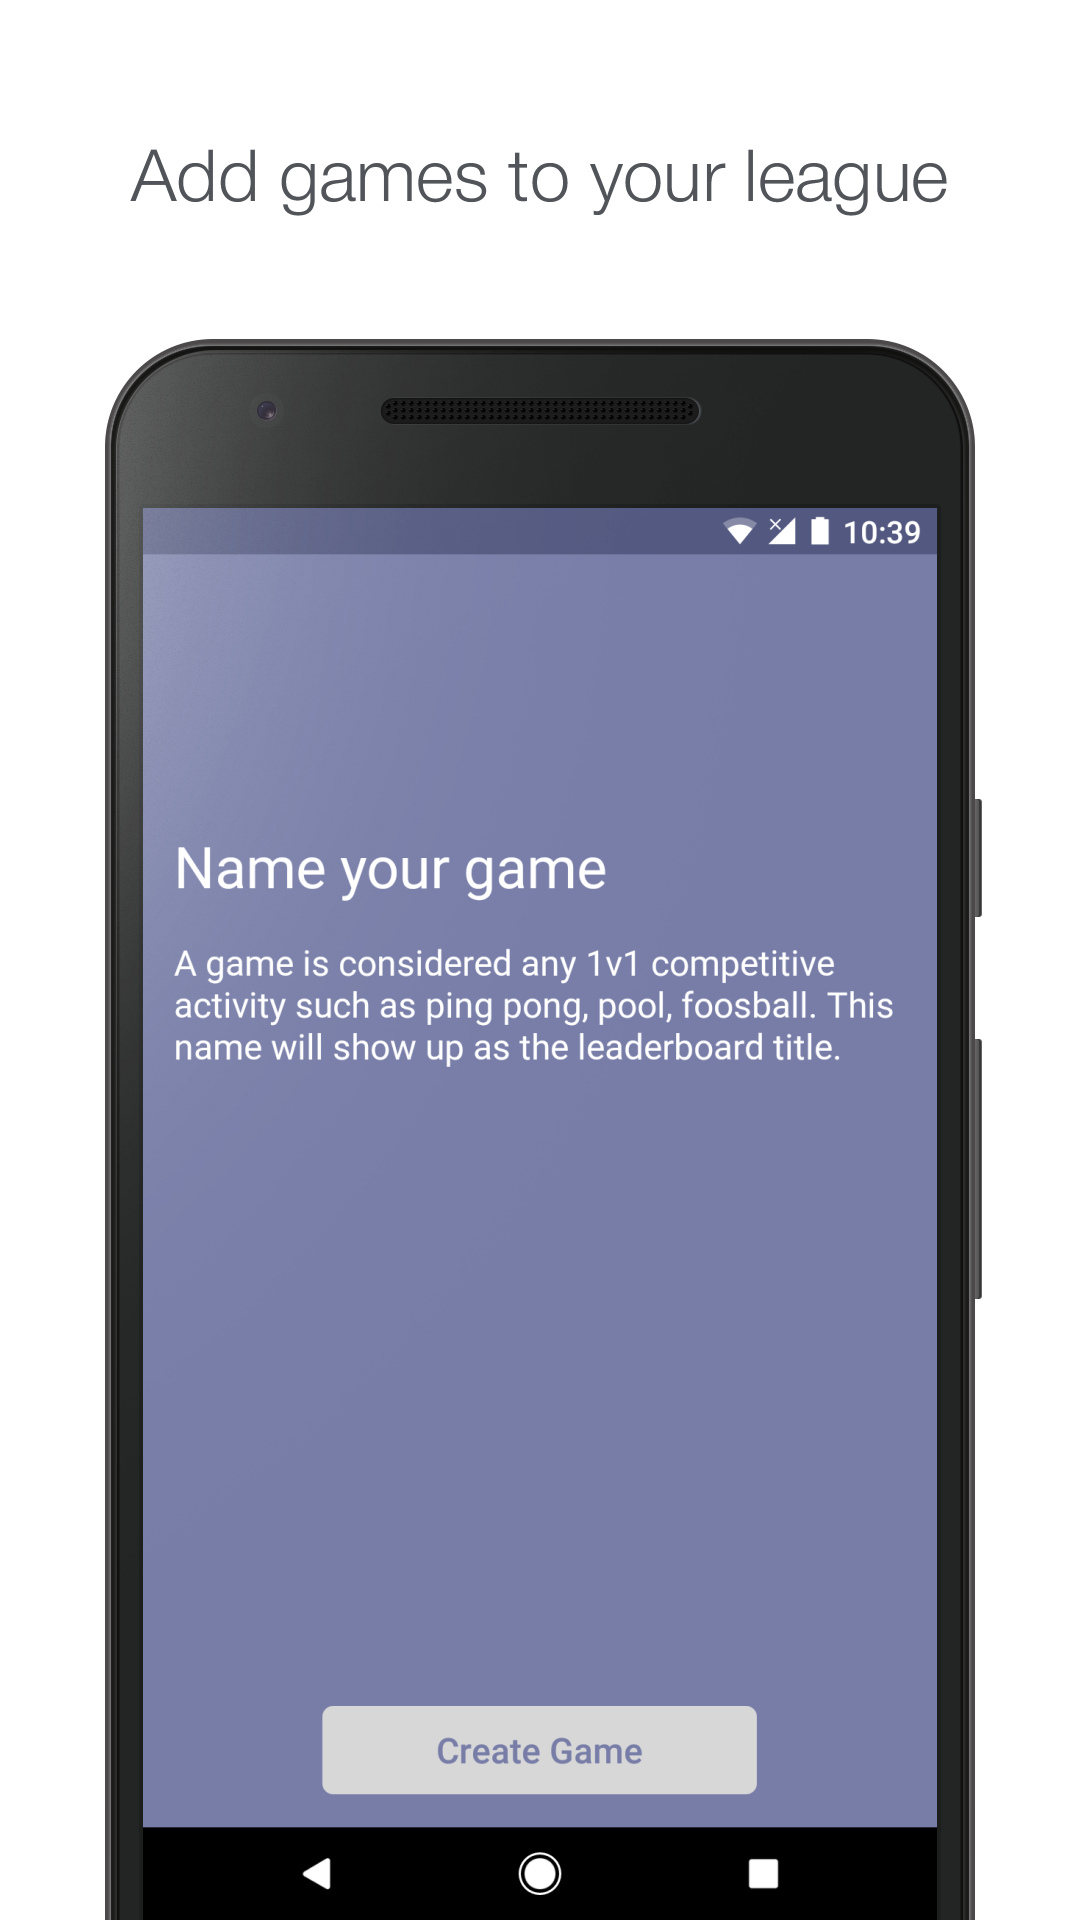 Add games to your league
10:39
Name your game
A game is considered any 1v1 competitive
activity such as ping pong, pool, foosball. This
name will show up as the leaderboard title.
Create Game